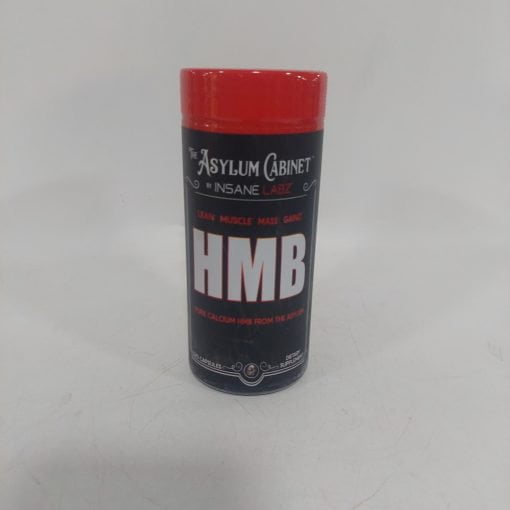 THE ASYLUM CABINET™
BY INSANE LABZ
LEAN MUSCLE MASS GAINZ
HMB
PURE CALCIUM HMB FROM THE ASYLUM
CAPSULES
DIETARY
SUPPLEMENT